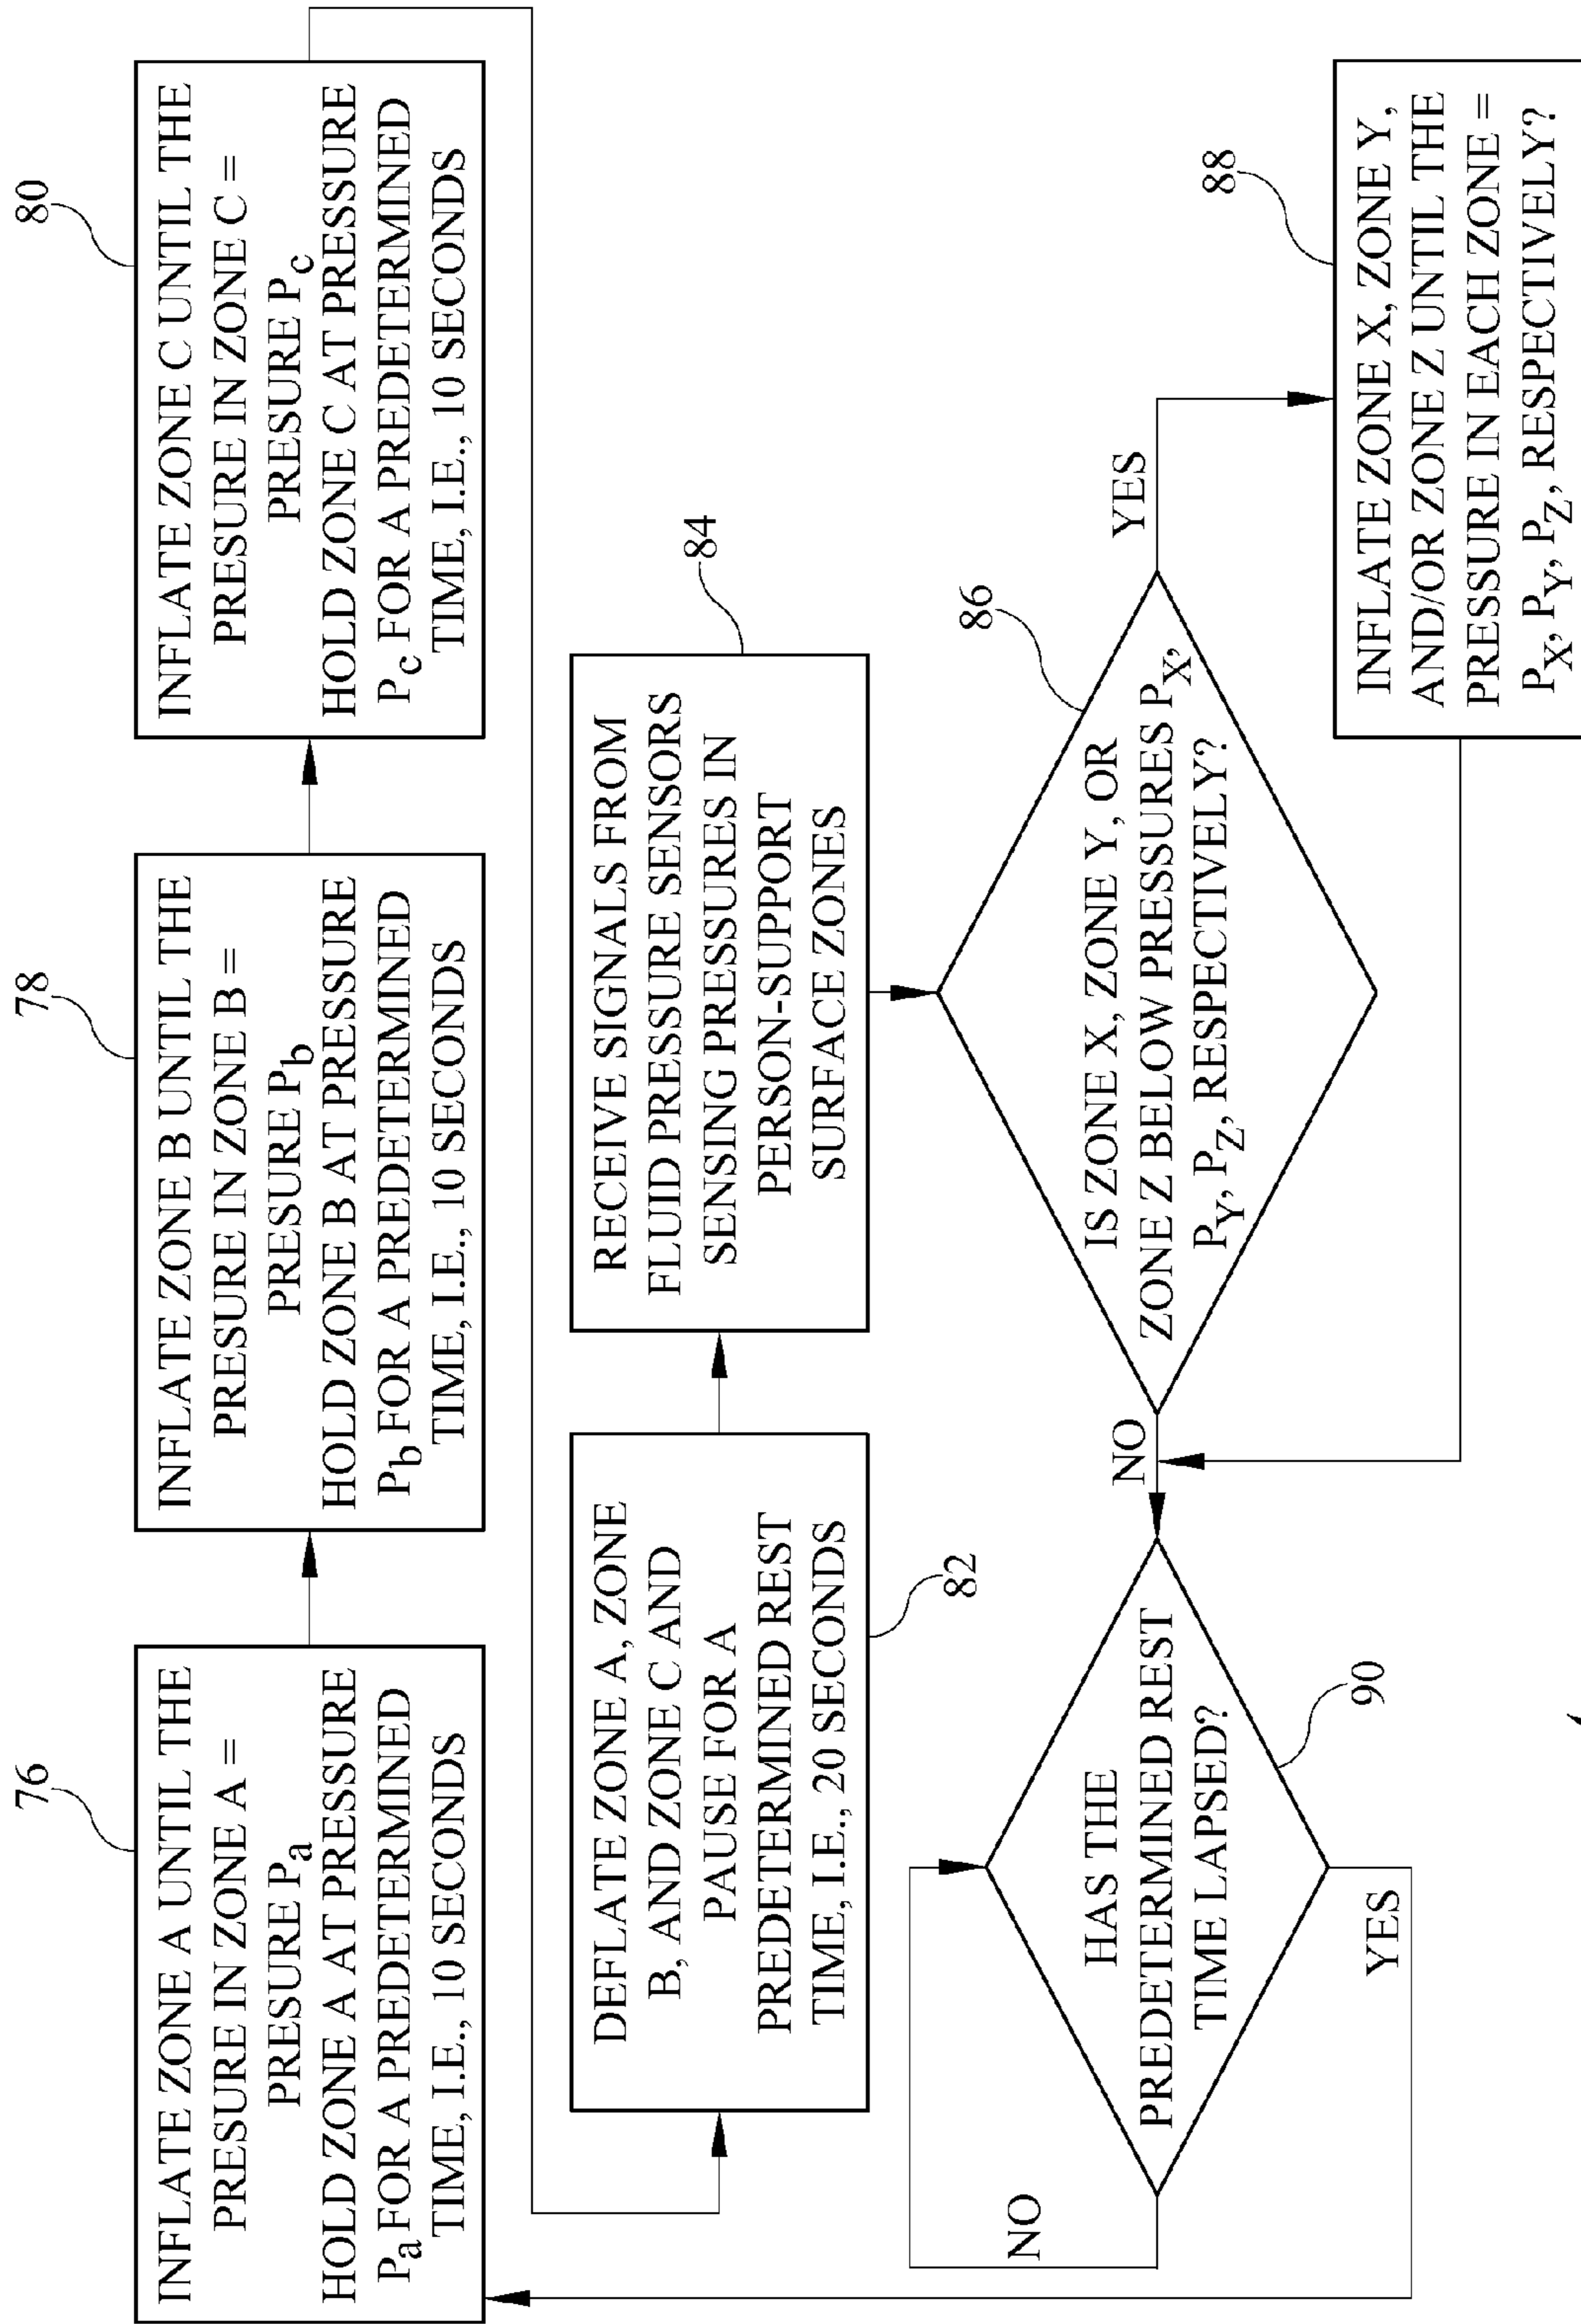 76
INFLATE ZONE A UNTIL THE
PRESURE IN ZONE A =
PRESURE Pa
HOLD ZONE A AT PRESSURE
Pa FOR A PREDETERMINED
TIME, I.E., 10 SECONDS
78
INFLATE ZONE B UNTIL THE
PRESURE IN ZONE B =
PRESURE Pb
HOLD ZONE B AT PRESSURE
Pb FOR A PREDETERMINED
TIME, I.E., 10 SECONDS
80
INFLATE ZONE C UNTIL THE
PRESURE IN ZONE C =
PRESURE Pc
HOLD ZONE C AT PRESSURE
Pc FOR A PREDETERMINED
TIME, I.E., 10 SECONDS
DEFLATE ZONE A, ZONE
B, AND ZONE C AND
PAUSE FOR A
PREDETERMINED REST
TIME, I.E., 20 SECONDS
82
84
RECEIVE SIGNALS FROM
FLUID PRESSURE SENSORS
SENSING PRESSURES IN
PERSON-SUPPORT
SURFACE ZONES
86
IS ZONE X, ZONE Y, OR
ZONE Z BELOW PRESSURES PX,
PY, PZ, RESPECTIVELY?
YES
NO
88
INFLATE ZONE X, ZONE Y,
AND/OR ZONE Z UNTIL THE
PRESSURE IN EACH ZONE =
PX, PY, PZ, RESPECTIVELY?
HAS THE
PREDETERMINED REST
TIME LAPSED?
90
NO
YES